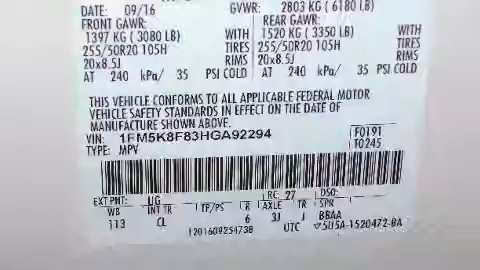 DATE: 09/16 GVWR: 2803 KG ( 6180 LB)
FRONT GAWR: REAR GAWR:
1397 KG ( 3080 LB) WITH 1520 KG ( 3350 LB) WITH
255/50R20 105H TIRES 255/50R20 105H TIRES
20x8.5J RIMS 20x8.5J RIMS
AT 240 kPa/ 35 PSI COLD AT 240 kPa/ 35 PSI COLD
THIS VEHICLE CONFORMS TO ALL APPLICABLE FEDERAL MOTOR
VEHICLE SAFETY STANDARDS IN EFFECT ON THE DATE OF
MANUFACTURE SHOWN ABOVE.
VIN: 1FM5K8F83HGA92294 F0191
TYPE: MPV T0245
EXT PNT: UG RC: 27 DSO:
WB INT TR TP/PS R AXLE TR SPR
113 CL 6 3J J BBAA
1201609254738 UTC 5U5A-1520472-BA